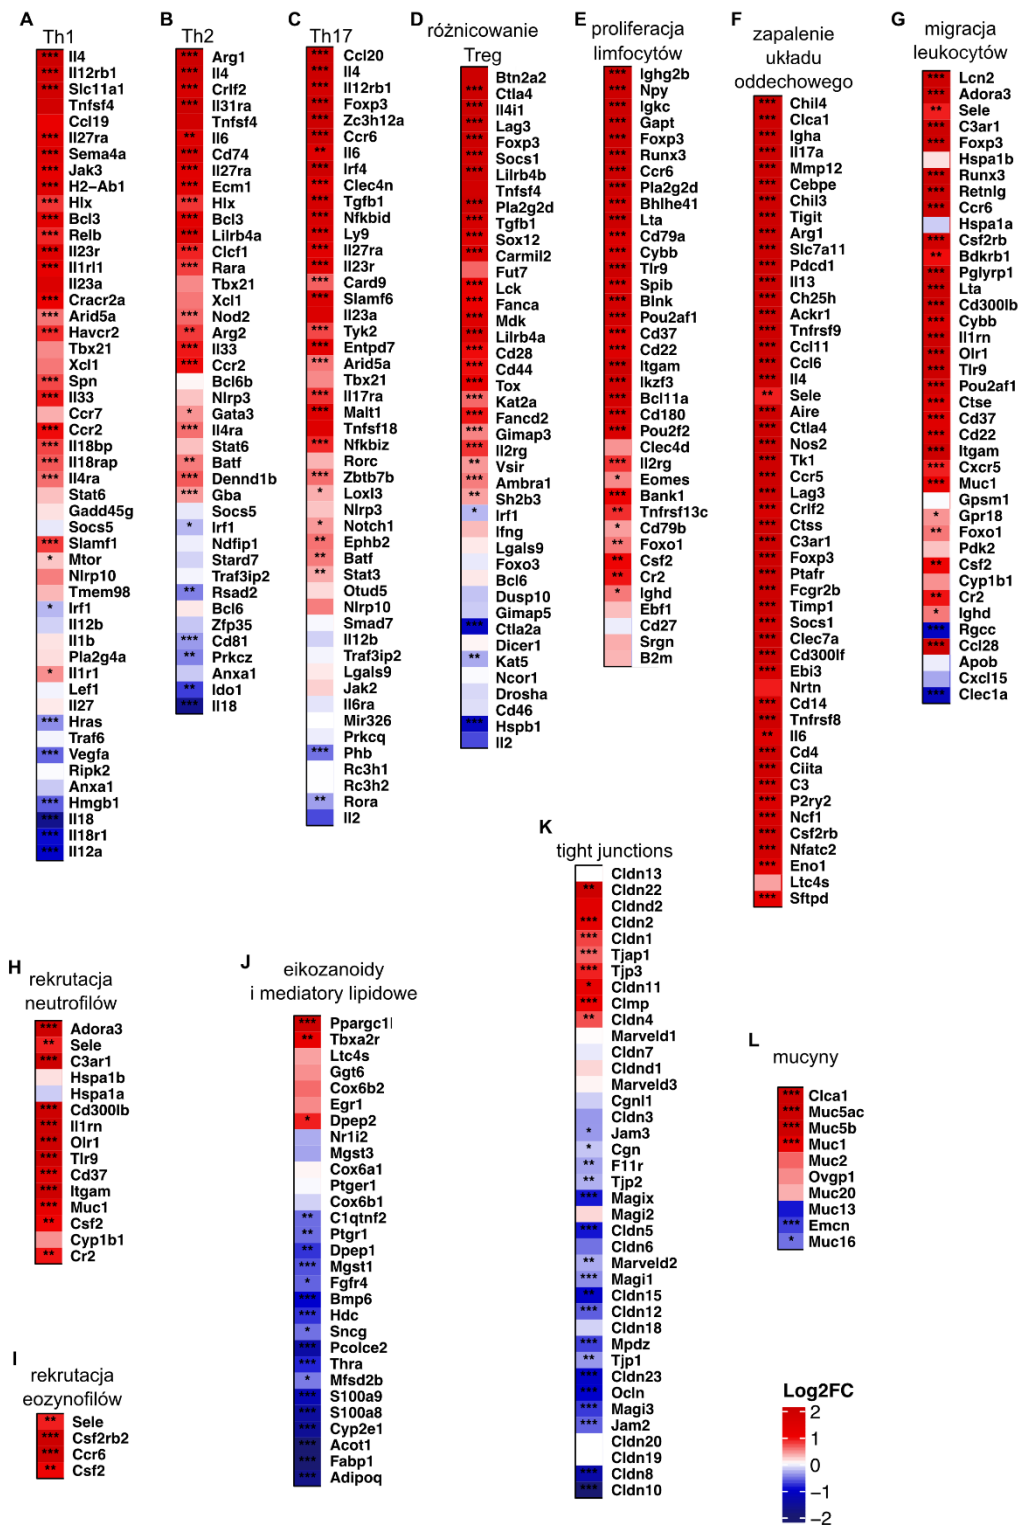 A
Th1
***
Il4
***
Il12rb1
***
Slc11a1
Tnfsf4
Ccl19
***
Il27ra
***
Sema4a
***
Jak3
***
H2−Ab1
***
Hlx
***
Bcl3
***
Relb
***
Il23r
***
Il1rl1
Il23a
***
Cracr2a
***
Arid5a
***
Havcr2
Tbx21
Xcl1
***
Spn
***
Il33
Ccr7
***
Ccr2
***
Il18bp
***
Il18rap
***
Il4ra
Stat6
Gadd45g
Socs5
***
Slamf1
*
Mtor
Nlrp10
Tmem98
*
Irf1
Il12b
Il1b
Pla2g4a
*
Il1r1
Lef1
Il27
***
Hras
Traf6
***
Vegfa
Ripk2
Anxa1
***
Hmgb1
***
Il18
***
Il18r1
***
Il12a
B
Th2
***
Arg1
***
Il4
***
Crlf2
***
Il31ra
Tnfsf4
**
Il6
***
Cd74
***
Il27ra
***
Ecm1
***
Hlx
***
Bcl3
***
Lilrb4a
***
Clcf1
***
Rara
Tbx21
Xcl1
***
Nod2
**
Arg2
***
Il33
***
Ccr2
Bcl6b
Nlrp3
*
Gata3
***
Il4ra
Stat6
**
Batf
***
Dennd1b
***
Gba
Socs5
*
Irf1
Ndfip1
Stard7
Traf3ip2
**
Rsad2
Bcl6
Zfp35
***
Cd81
**
Prkcz
Anxa1
**
Ido1
***
Il18
C
Th17
***
Ccl20
***
Il4
***
Il12rb1
***
Foxp3
***
Zc3h12a
***
Ccr6
**
Il6
***
Irf4
***
Clec4n
***
Tgfb1
***
Nfkbid
***
Ly9
***
Il27ra
***
Il23r
***
Card9
***
Slamf6
Il23a
***
Tyk2
***
Entpd7
***
Arid5a
Tbx21
***
Il17ra
***
Malt1
Tnfsf18
***
Nfkbiz
Rorc
***
Zbtb7b
*
Loxl3
Nlrp3
*
Notch1
**
Ephb2
**
Batf
**
Stat3
Otud5
Nlrp10
Smad7
Il12b
Traf3ip2
Lgals9
Jak2
Il6ra
Mir326
Prkcq
***
Phb
Rc3h1
Rc3h2
**
Rora
Il2
D
różnicowanie
Treg
Btn2a2
***
Ctla4
Il4i1
***
Lag3
***
Foxp3
***
Socs1
***
Lilrb4b
Tnfsf4
***
Pla2g2d
***
Tgfb1
***
Sox12
***
Carmil2
Fut7
***
Lck
***
Fanca
***
Mdk
***
Lilrb4a
***
Cd28
***
Cd44
***
Tox
***
Kat2a
***
Fancd2
***
Gimap3
***
Il2rg
**
Vsir
***
Ambra1
**
Sh2b3
*
Irf1
Ifng
Lgals9
Foxo3
Bcl6
Dusp10
Gimap5
***
Ctla2a
Dicer1
**
Kat5
Ncor1
Drosha
Cd46
***
Hspb1
Il2
E
proliferacja
limfocytów
***
Ighg2b
***
Npy
***
Igkc
***
Gapt
***
Foxp3
***
Runx3
***
Ccr6
***
Pla2g2d
***
Bhlhe41
***
Lta
***
Cd79a
***
Cybb
***
Tlr9
***
Spib
***
Blnk
***
Pou2af1
***
Cd37
***
Cd22
***
Itgam
***
Ikzf3
***
Bcl11a
***
Cd180
***
Pou2f2
Clec4d
***
Il2rg
*
Eomes
***
Bank1
**
Tnfrsf13c
*
Cd79b
**
Foxo1
**
Csf2
**
Cr2
*
Ighd
Ebf1
Cd27
Srgn
B2m
F
zapalenie
układu
oddechowego
***
Chil4
***
Clca1
***
Igha
***
Il17a
***
Mmp12
***
Cebpe
***
Chil3
***
Tigit
***
Arg1
***
Slc7a11
***
Pdcd1
***
Il13
***
Ch25h
***
Ackr1
***
Tnfrsf9
***
Ccl11
***
Ccl6
***
Il4
**
Sele
***
Aire
***
Ctla4
***
Nos2
***
Tk1
***
Ccr5
***
Lag3
***
Crlf2
***
Ctss
***
C3ar1
***
Foxp3
***
Ptafr
***
Fcgr2b
***
Timp1
***
Socs1
***
Clec7a
***
Cd300lf
***
Ebi3
Nrtn
***
Cd14
***
Tnfrsf8
**
Il6
***
Cd4
***
Ciita
***
C3
***
P2ry2
***
Ncf1
***
Csf2rb
***
Nfatc2
***
Eno1
Ltc4s
***
Sftpd
G
migracja
leukocytów
***
Lcn2
***
Adora3
**
Sele
***
C3ar1
***
Foxp3
Hspa1b
***
Runx3
***
Retnlg
***
Ccr6
Hspa1a
***
Csf2rb
**
Bdkrb1
***
Pglyrp1
***
Lta
***
Cd300lb
***
Cybb
***
Il1rn
***
Olr1
***
Tlr9
***
Pou2af1
***
Ctse
***
Cd37
***
Cd22
***
Itgam
***
Cxcr5
***
Muc1
Gpsm1
*
Gpr18
**
Foxo1
Pdk2
**
Csf2
Cyp1b1
**
Cr2
*
Ighd
***
Rgcc
***
Ccl28
Apob
Cxcl15
***
Clec1a
H
rekrutacja
neutrofilów
***
Adora3
**
Sele
***
C3ar1
Hspa1b
Hspa1a
***
Cd300lb
***
Il1rn
***
Olr1
***
Tlr9
***
Cd37
***
Itgam
***
Muc1
**
Csf2
Cyp1b1
**
Cr2
I
rekrutacja
eozynofilów
**
Sele
***
Csf2rb2
***
Ccr6
**
Csf2
J
eikozanoidy
i mediatory lipidowe
***
Ppargc1
**
Tbxa2r
Ltc4s
Ggt6
Cox6b2
Egr1
*
Dpep2
Nr1i2
Mgst3
Cox6a1
Ptger1
Cox6b1
**
C1qtnf2
**
Ptgr1
**
Dpep1
***
Mgst1
*
Fgfr4
***
Bmp6
***
Hdc
*
Sncg
***
Pcolce2
***
Thra
*
Mfsd2b
***
S100a9
***
S100a8
***
Cyp2e1
***
Acot1
***
Fabp1
***
Adipoq
K
tight junctions
Cldn13
**
Cldn22
Cldnd2
***
Cldn2
***
Cldn1
***
Tjap1
***
Tjp3
*
Cldn11
***
Clmp
**
Cldn4
Marveld1
Cldn7
Cldnd1
Marveld3
Cgnl1
Cldn3
*
Jam3
*
Cgn
**
F11r
**
Tjp2
***
Magix
Magi2
***
Cldn5
Cldn6
**
Marveld2
***
Magi1
**
Cldn15
***
Cldn12
Cldn18
***
Mpdz
**
Tjp1
***
Cldn23
***
Ocln
***
Magi3
***
Jam2
Cldn20
Cldn19
***
Cldn8
***
Cldn10
L
mucyny
***
Clca1
***
Muc5ac
***
Muc5b
***
Muc1
Muc2
Ovgp1
Muc20
Muc13
***
Emcn
*
Muc16
Log2FC
2
1
0
−1
−2